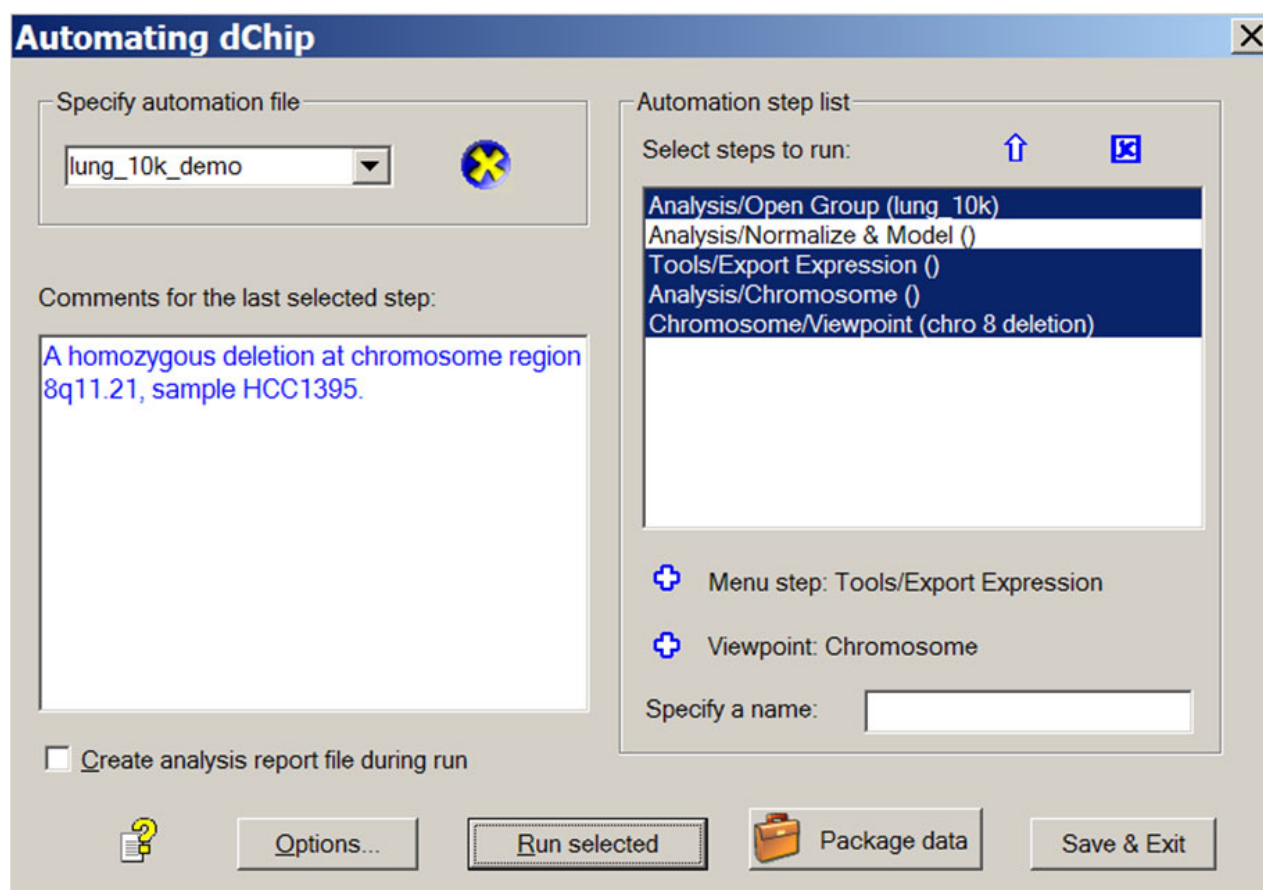 Automating dChip
Specify automation file
lung_10k_demo
Comments for the last selected step:
A homozygous deletion at chromosome region
8q11.21, sample HCC1395.
Create analysis report file during run
Automation step list
Select steps to run:
Analysis/Open Group (lung_10k)
Analysis/Normalize & Model ()
Tools/Export Expression ()
Analysis/Chromosome ()
Chromosome/Viewpoint (chro 8 deletion)
Menu step: Tools/Export Expression
Viewpoint: Chromosome
Specify a name:
Options...
Run selected
Package data
Save & Exit